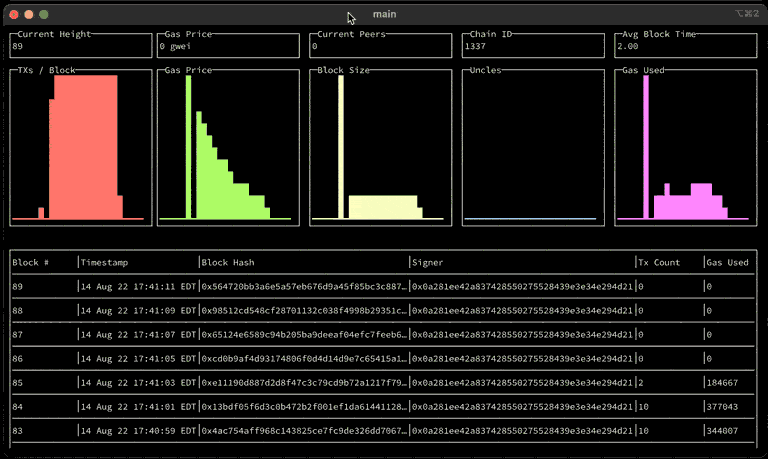 main ⌥⌘2
Current Height Gas Price Current Peers Chain ID Avg Block Time
89 0 gwei 0 1337 2.00
TXs / Block Gas Price Block Size Uncles Gas Used
Block # Timestamp Block Hash Signer Tx Count Gas Used
89 14 Aug 22 17:41:11 EDT 0x564720bb3a6e5a57eb676d9a45f85bc3c887… 0x0a281ee42a837428550275528439e3e34e294d21 0 0
88 14 Aug 22 17:41:09 EDT 0x98512cd548cf28701132c038f4998b29351c… 0x0a281ee42a837428550275528439e3e34e294d21 0 0
87 14 Aug 22 17:41:07 EDT 0x65124e6589c94b205ba9deeaf04efc7feeb6… 0x0a281ee42a837428550275528439e3e34e294d21 0 0
86 14 Aug 22 17:41:05 EDT 0xcd0b9af4d93174806f0d4d14d9e7c65415a1… 0x0a281ee42a837428550275528439e3e34e294d21 0 0
85 14 Aug 22 17:41:03 EDT 0xe11190d887d2d8f47c3c79cd9b72a1217f79… 0x0a281ee42a837428550275528439e3e34e294d21 2 184667
84 14 Aug 22 17:41:01 EDT 0x13bdf05f6d3c0b472b2f001ef1da61441128… 0x0a281ee42a837428550275528439e3e34e294d21 10 377043
83 14 Aug 22 17:40:59 EDT 0x4ac754aff968c143825ce7fc9de326dd7067… 0x0a281ee42a837428550275528439e3e34e294d21 10 344007